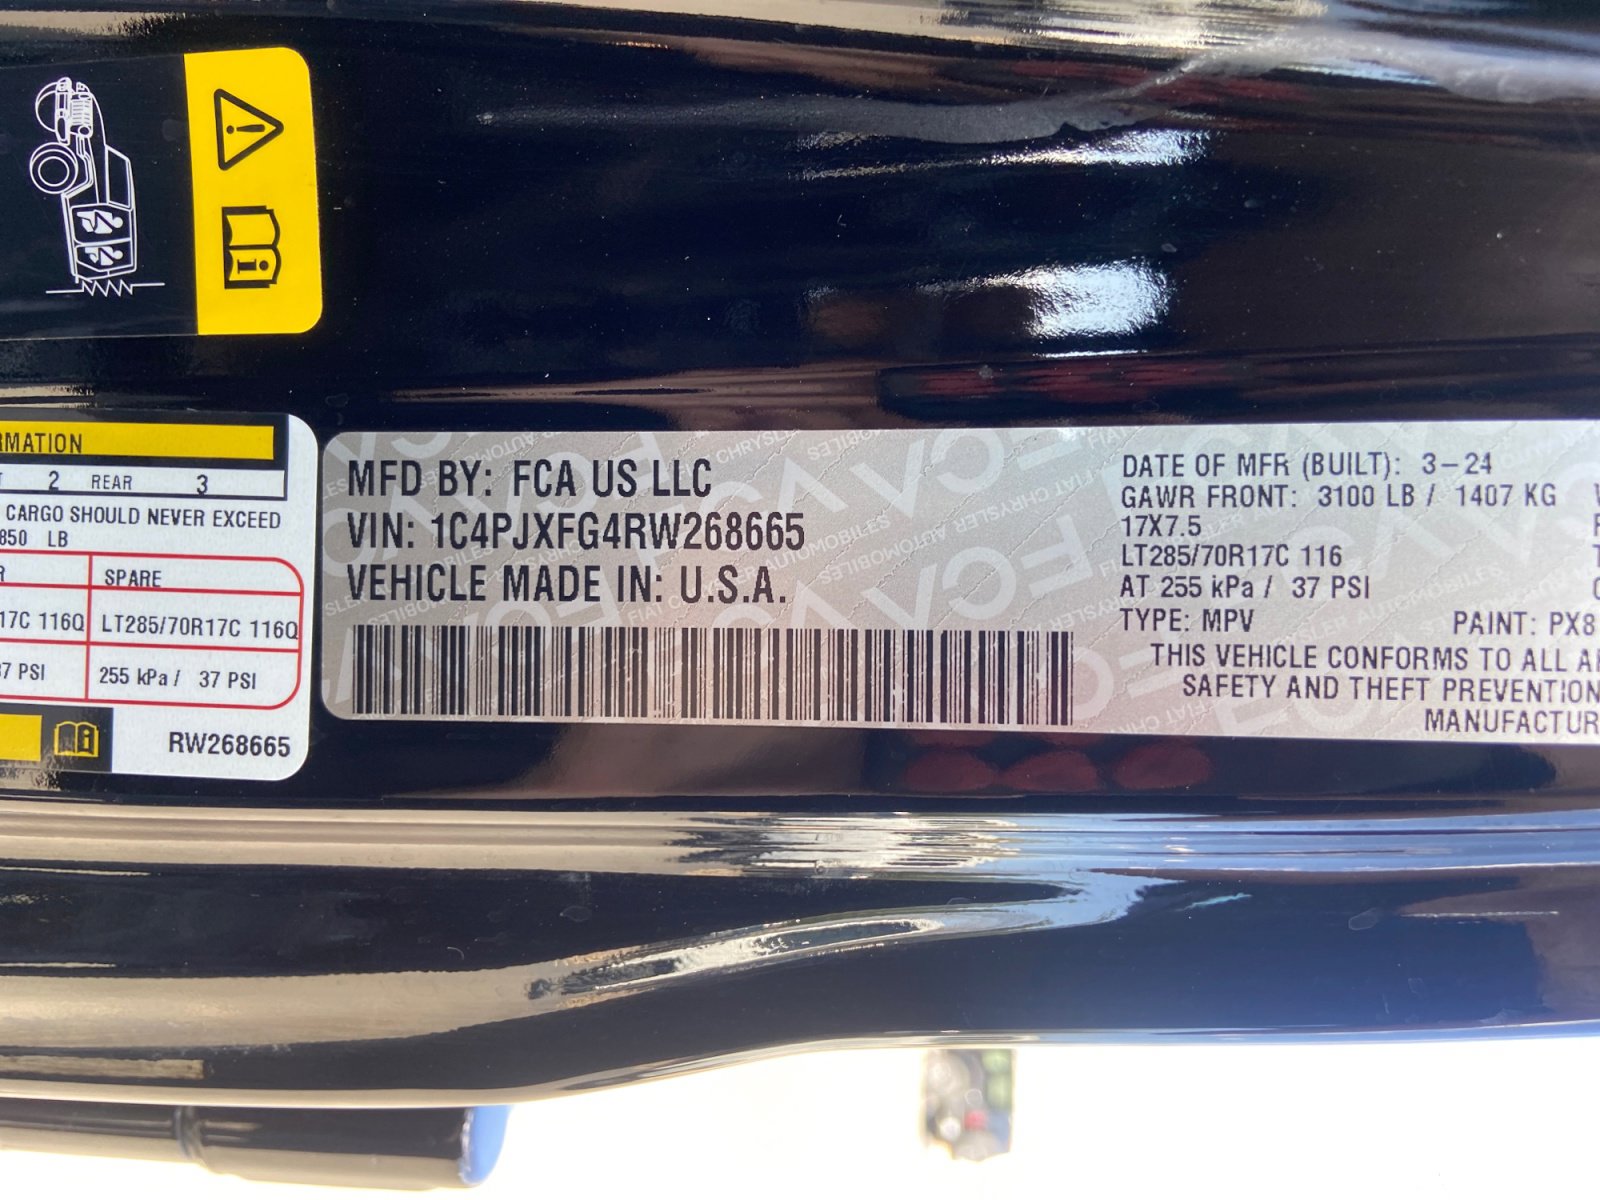 RMATION
2 REAR 3
CARGO SHOULD NEVER EXCEED
850 LB
R SPARE
17C 116Q LT285/70R17C 116Q
37 PSI 255 kPa / 37 PSI
RW268665
MFD BY: FCA US LLC
VIN: 1C4PJXFG4RW268665
VEHICLE MADE IN: U.S.A.
DATE OF MFR (BUILT): 3-24
GAWR FRONT: 3100 LB / 1407 KG
17X7.5
LT285/70R17C 116
AT 255 kPa / 37 PSI
TYPE: MPV PAINT: PX8
THIS VEHICLE CONFORMS TO ALL A
SAFETY AND THEFT PREVENTION
MANUFACTUR